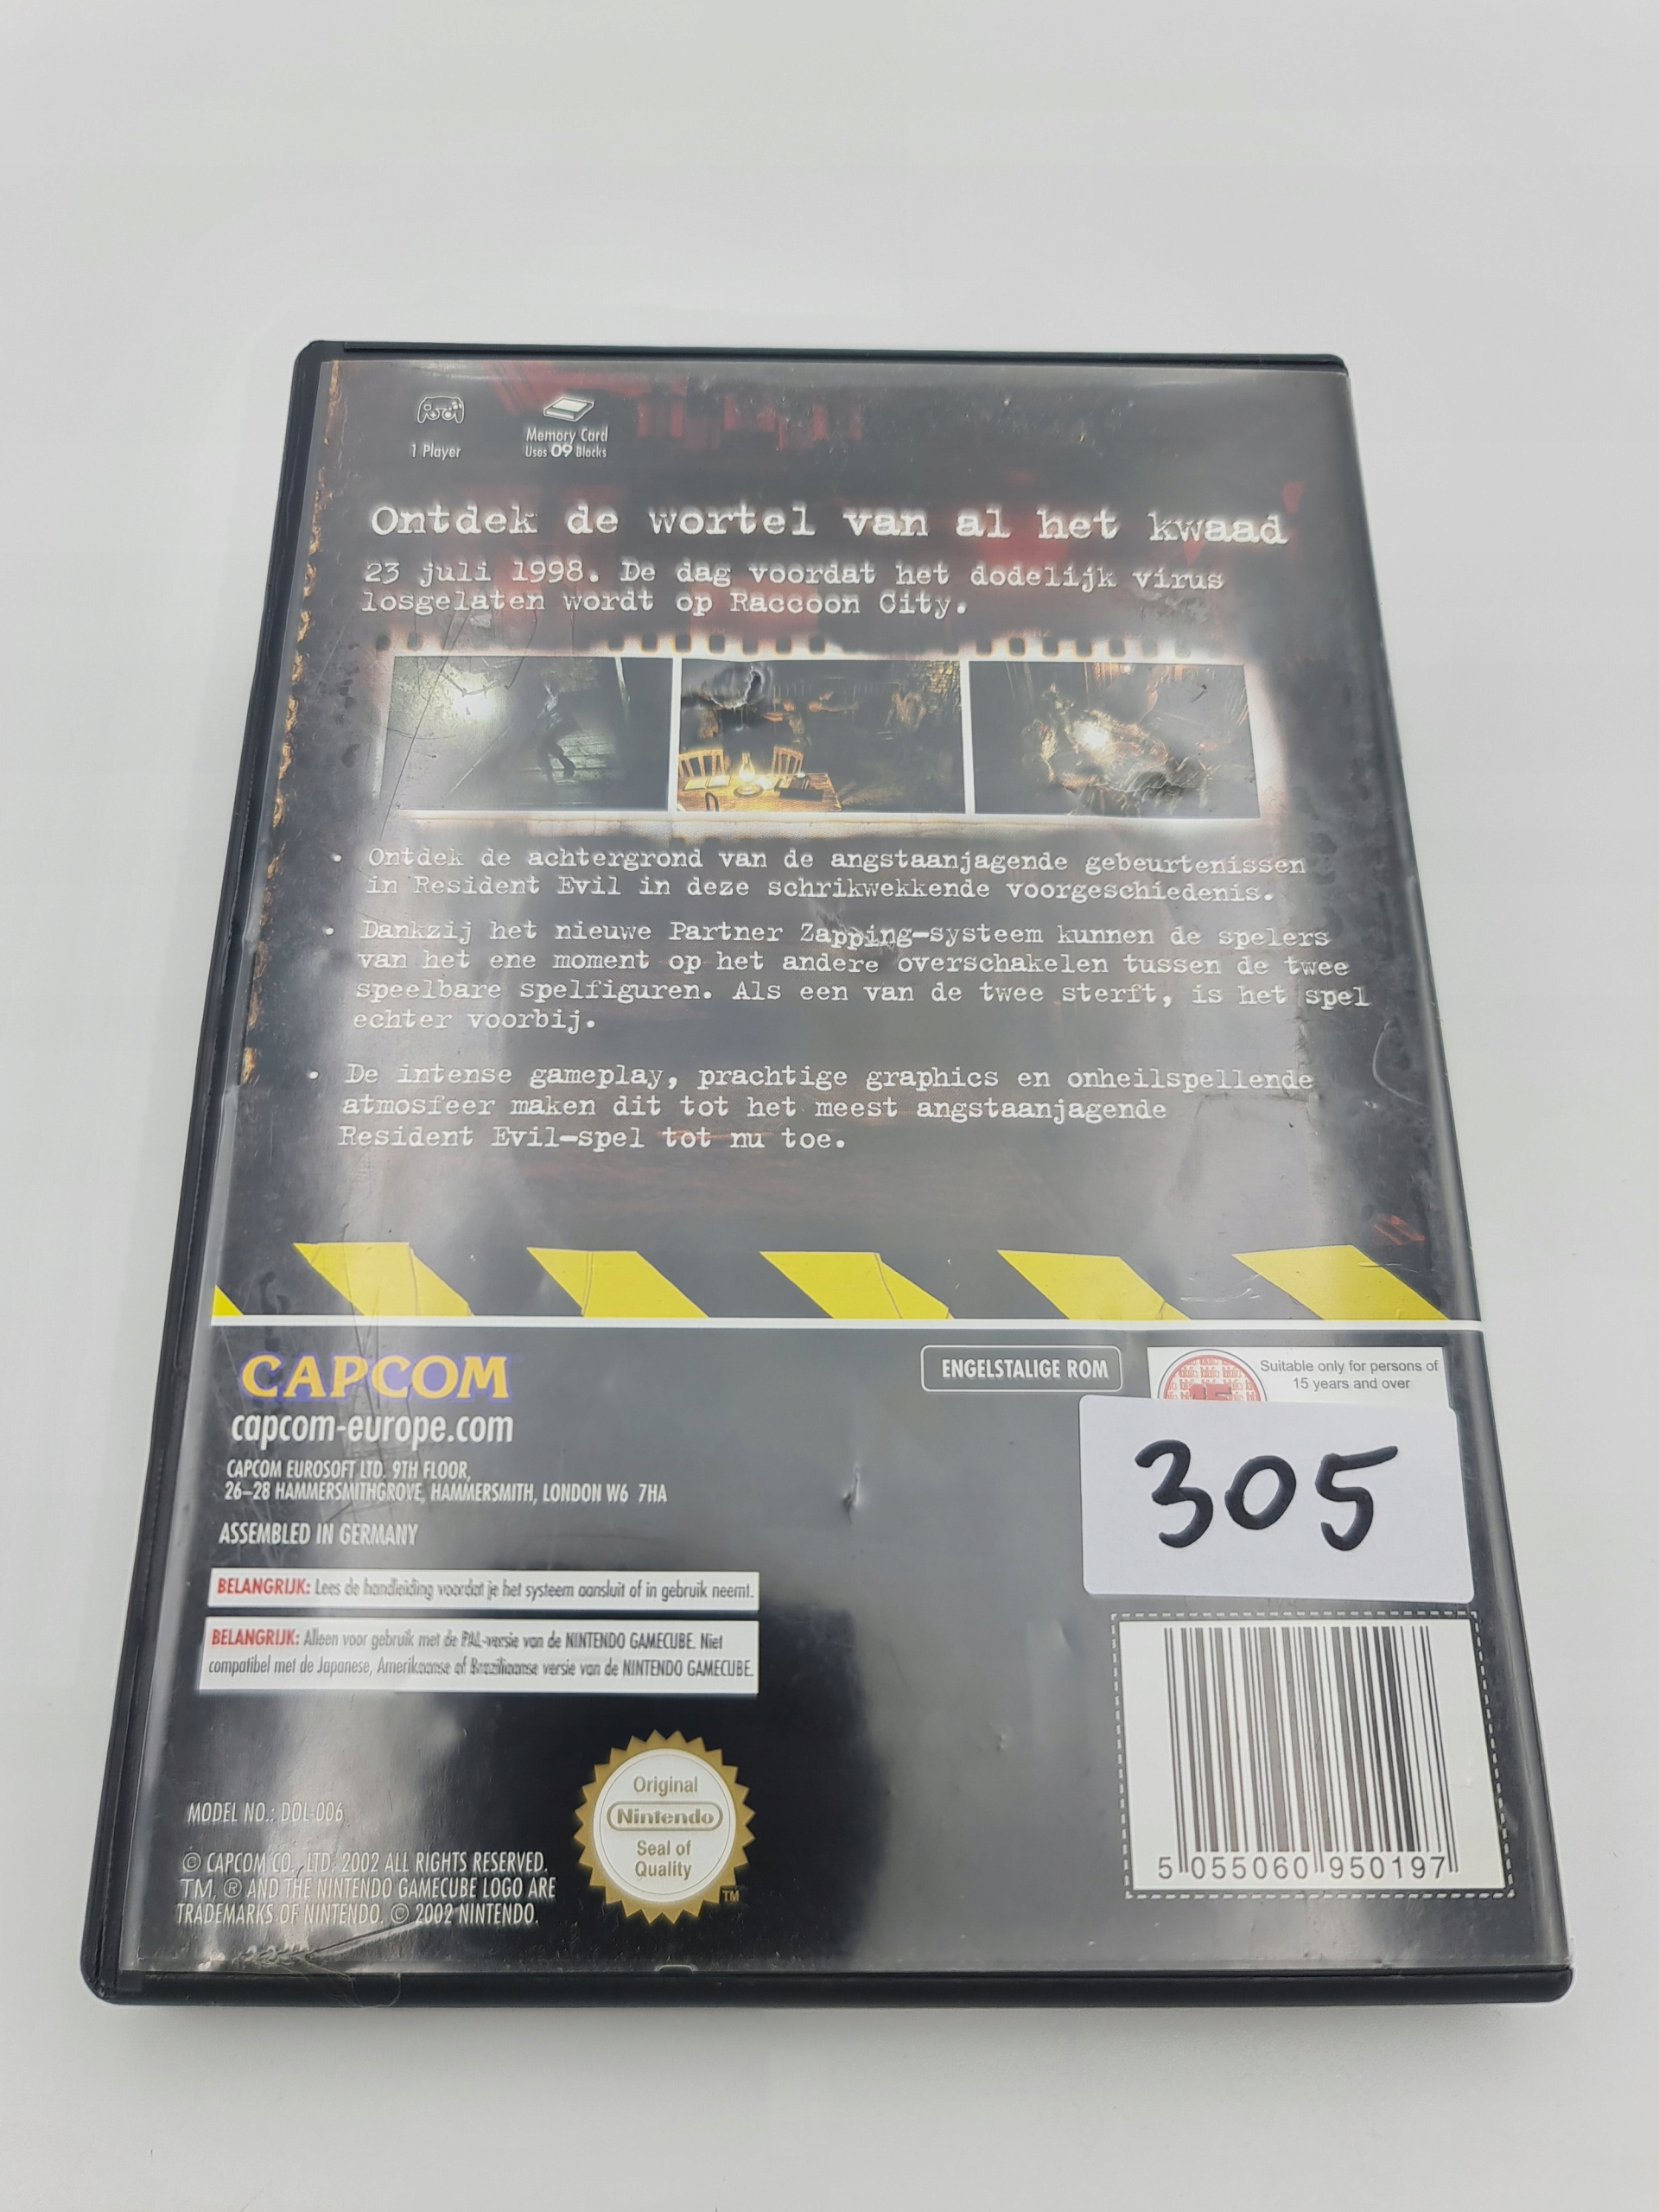 1 Player
Memory Card
Uses 09 Blocks
Ontdek de wortel van al het kwaad
23 juli 1998. De dag voordat het dodelijk virus
losgelaten wordt op Raccoon City.
• Ontdek de achtergrond van de angstaanjagende gebeurtenissen
in Resident Evil in deze schrikwekkende voorgeschiedenis.
• Dankzij het nieuwe Partner Zapping-systeem kunnen de spelers
van het ene moment op het andere overschakelen tussen de twee
speelbare spelfiguren. Als een van de twee sterft, is het spel
echter voorbij.
• De intense gameplay, prachtige graphics en onheilspellende
atmosfeer maken dit tot het meest angstaanjagende
Resident Evil-spel tot nu toe.
CAPCOM
capcom-europe.com
CAPCOM EUROSOFT LTD. 9TH FLOOR,
26-28 HAMMERSMITHGROVE, HAMMERSMITH, LONDON W6 7HA
ASSEMBLED IN GERMANY
ENGELSTALIGE ROM
Suitable only for persons of
15 years and over
305
BELANGRIJK: Lees de handleiding voordat je het systeem aansluit of in gebruik neemt.
BELANGRIJK: Alleen voor gebruik met de PAL-versie van de NINTENDO GAMECUBE. Niet
compatibel met de Japanese, Amerikaanse of Braziliaanse versie van de NINTENDO GAMECUBE.
MODEL NO.: DOL-006
© CAPCOM CO., LTD. 2002 ALL RIGHTS RESERVED.
TM, ® AND THE NINTENDO GAMECUBE LOGO ARE
TRADEMARKS OF NINTENDO. © 2002 NINTENDO.
Original
Nintendo
Seal of
Quality
TM
5 055060 950197